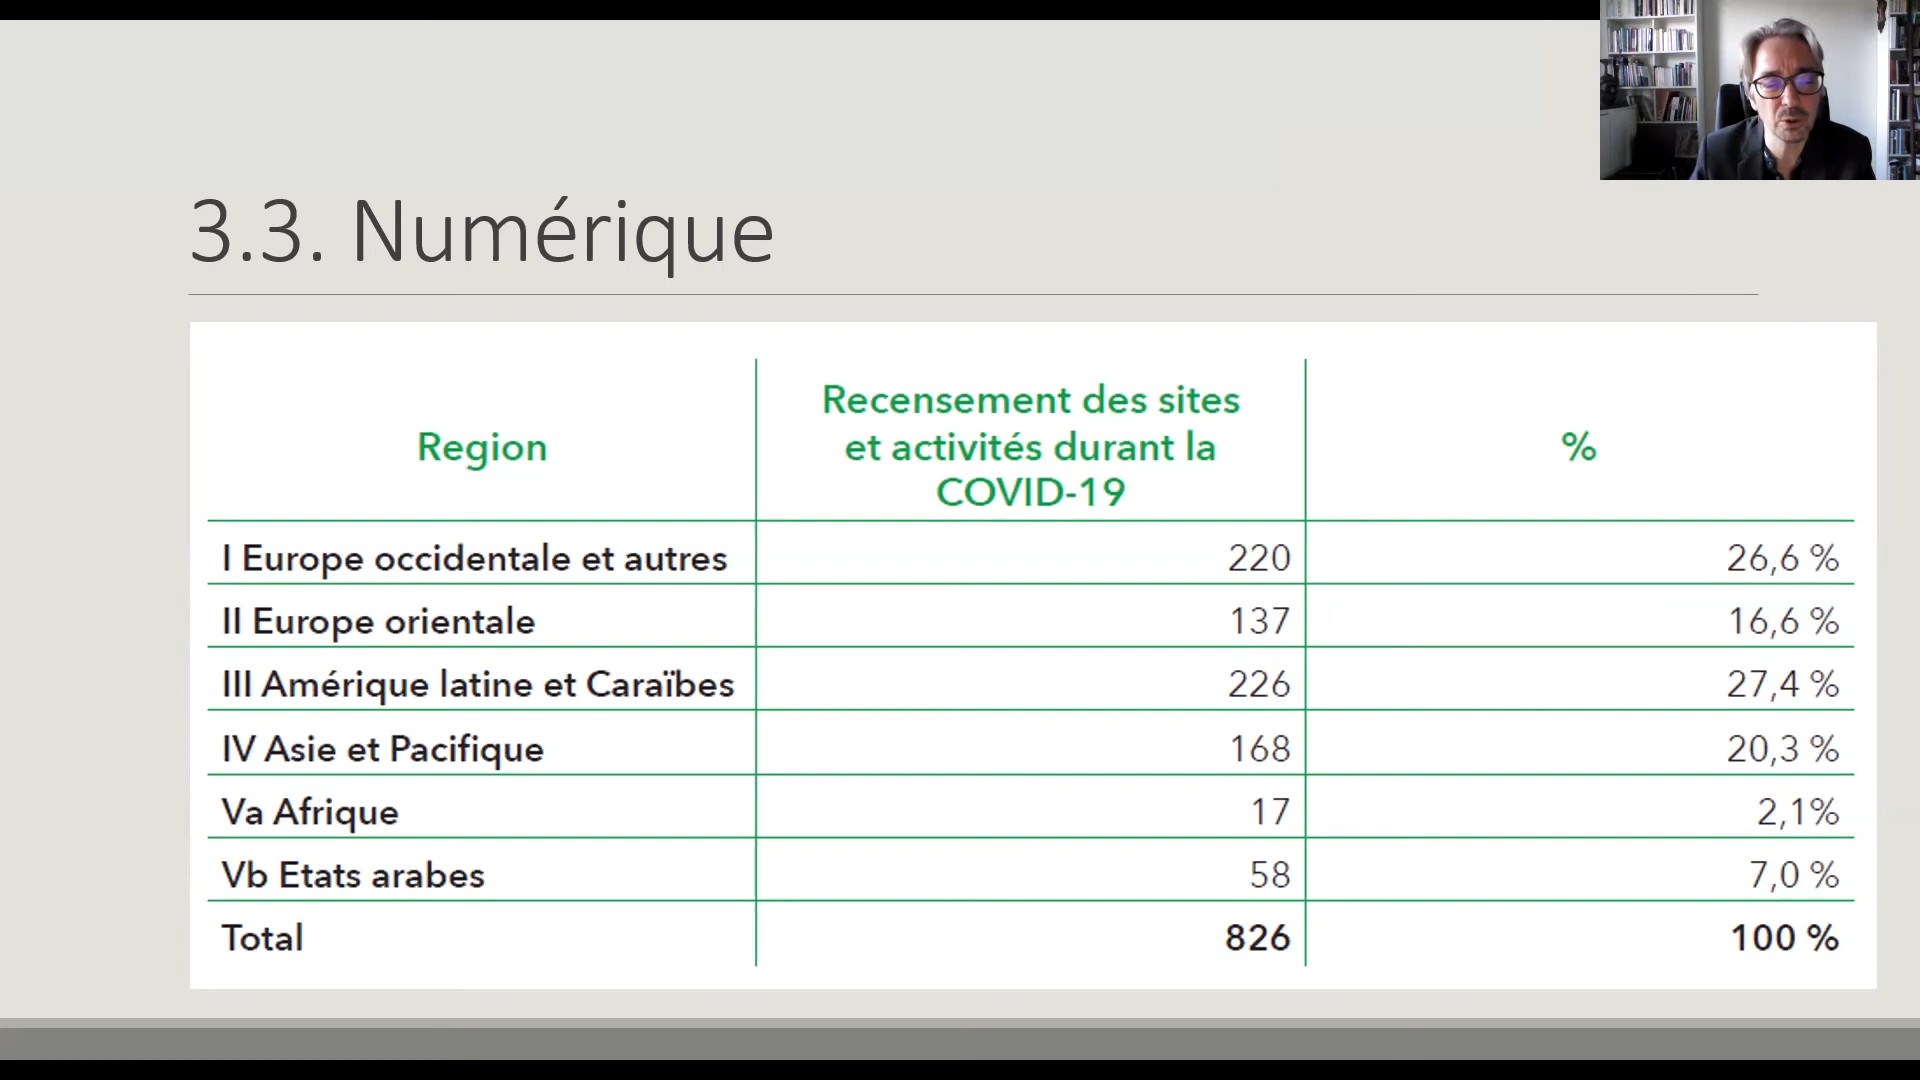 3.3. Numérique
Region
Recensement des sites
et activités durant la
COVID-19
%
I Europe occidentale et autres 220 26,6 %
II Europe orientale 137 16,6 %
III Amérique latine et Caraïbes 226 27,4 %
IV Asie et Pacifique 168 20,3 %
Va Afrique 17 2,1%
Vb Etats arabes 58 7,0 %
Total 826 100 %